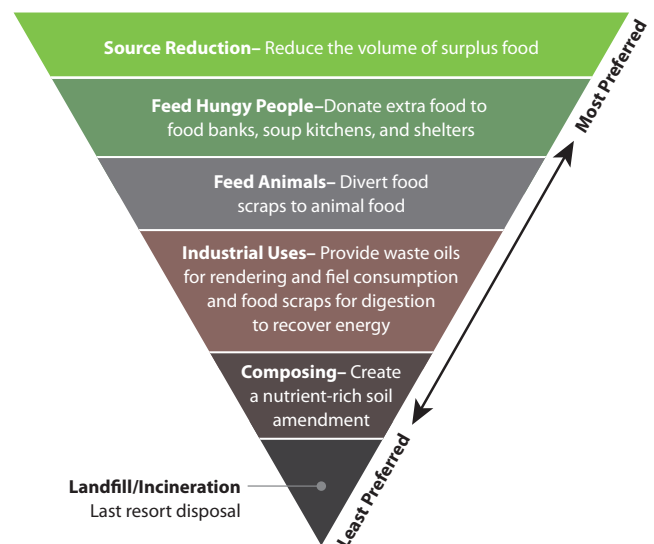 Source Reduction– Reduce the volume of surplus food
Feed Hungy People–Donate extra food to
food banks, soup kitchens, and shelters
Feed Animals– Divert food
scraps to animal food
Industrial Uses– Provide waste oils
for rendering and fiel consumption
and food scraps for digestion
to recover energy
Composing– Create
a nutrient-rich soil
amendment
Landfill/Incineration
Last resort disposal
Most Preferred
Least Preferred